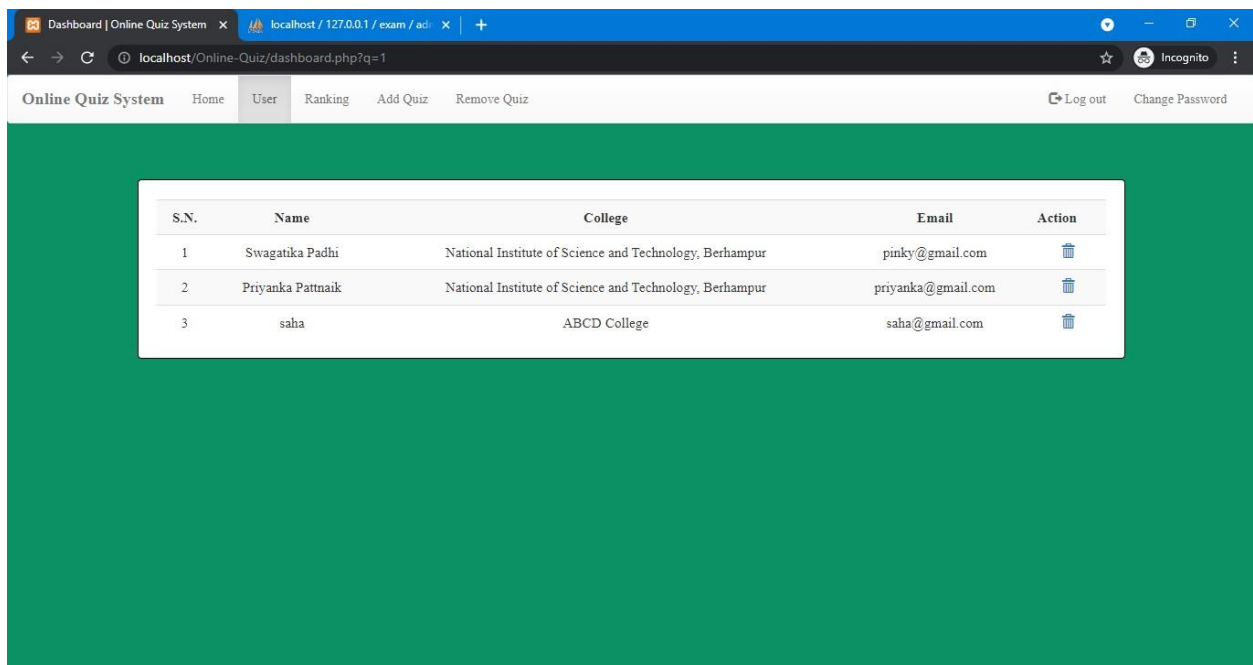 Dashboard | Online Quiz System
localhost / 127.0.0.1 / exam / adr
localhost/Online-Quiz/dashboard.php?q=1
Incognito
Online Quiz System Home User Ranking Add Quiz Remove Quiz Log out Change Password
S.N. Name College Email Action
1 Swagatika Padhi National Institute of Science and Technology, Berhampur pinky@gmail.com
2 Priyanka Pattnaik National Institute of Science and Technology, Berhampur priyanka@gmail.com
3 saha ABCD College saha@gmail.com